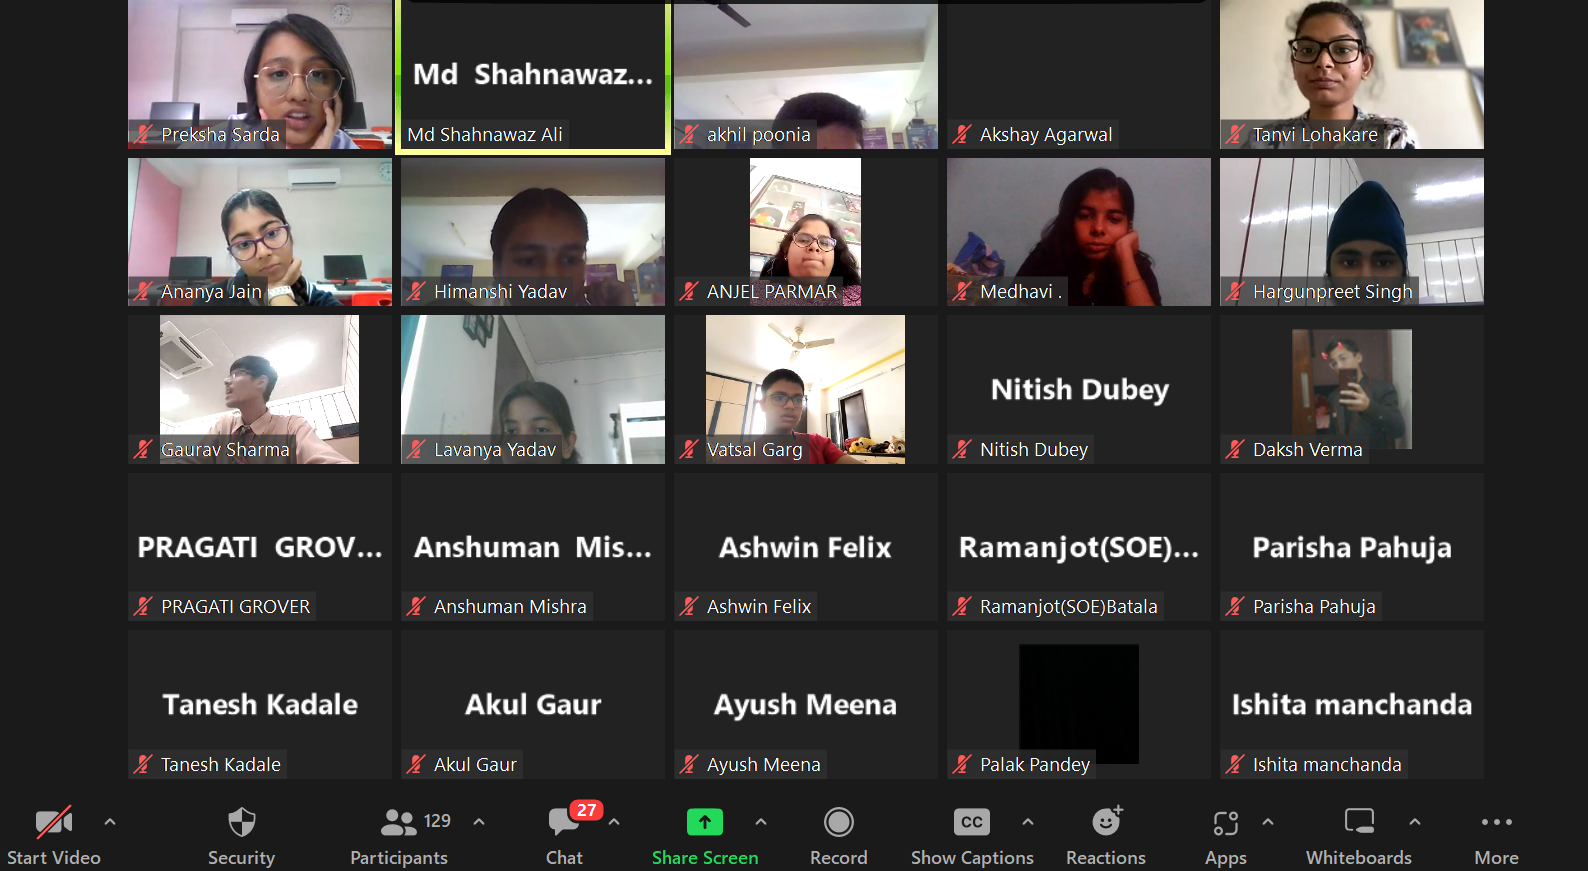 Preksha Sarda
Md Shahnawaz...
Md Shahnawaz Ali
akhil poonia
Akshay Agarwal
Tanvi Lohakare
Ananya Jain
Himanshi Yadav
ANJEL PARMAR
Medhavi .
Hargunpreet Singh
Gaurav Sharma
Lavanya Yadav
Vatsal Garg
Nitish Dubey
Nitish Dubey
Daksh Verma
PRAGATI GROV...
PRAGATI GROVER
Anshuman Mis...
Anshuman Mishra
Ashwin Felix
Ashwin Felix
Ramanjot(SOE)...
Ramanjot(SOE)Batala
Parisha Pahuja
Parisha Pahuja
Tanesh Kadale
Tanesh Kadale
Akul Gaur
Akul Gaur
Ayush Meena
Ayush Meena
Palak Pandey
Ishita manchanda
Ishita manchanda
Start Video
Security
129
Participants
27
Chat
Share Screen
Record
CC
Show Captions
Reactions
Apps
Whiteboards
More